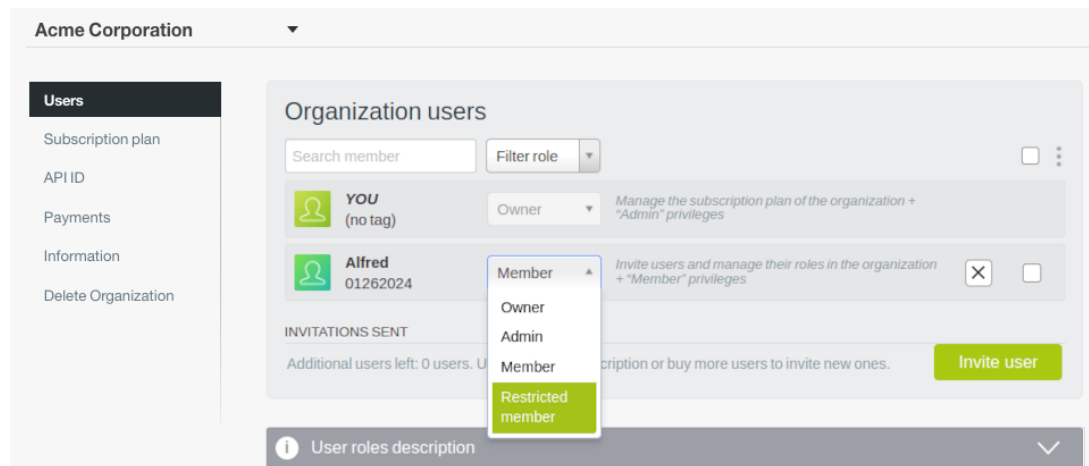 Acme Corporation
Users
Subscription plan
API ID
Payments
Information
Delete Organization
Organization users
Search member
Filter role
YOU
(no tag)
Owner
Manage the subscription plan of the organization +
"Admin" privileges
Alfred
01262024
Member
Invite users and manage their roles in the organization
+ "Member" privileges
Owner
Admin
Member
Restricted
member
INVITATIONS SENT
Additional users left: 0 users. U
cription or buy more users to invite new ones.
Invite user
User roles description